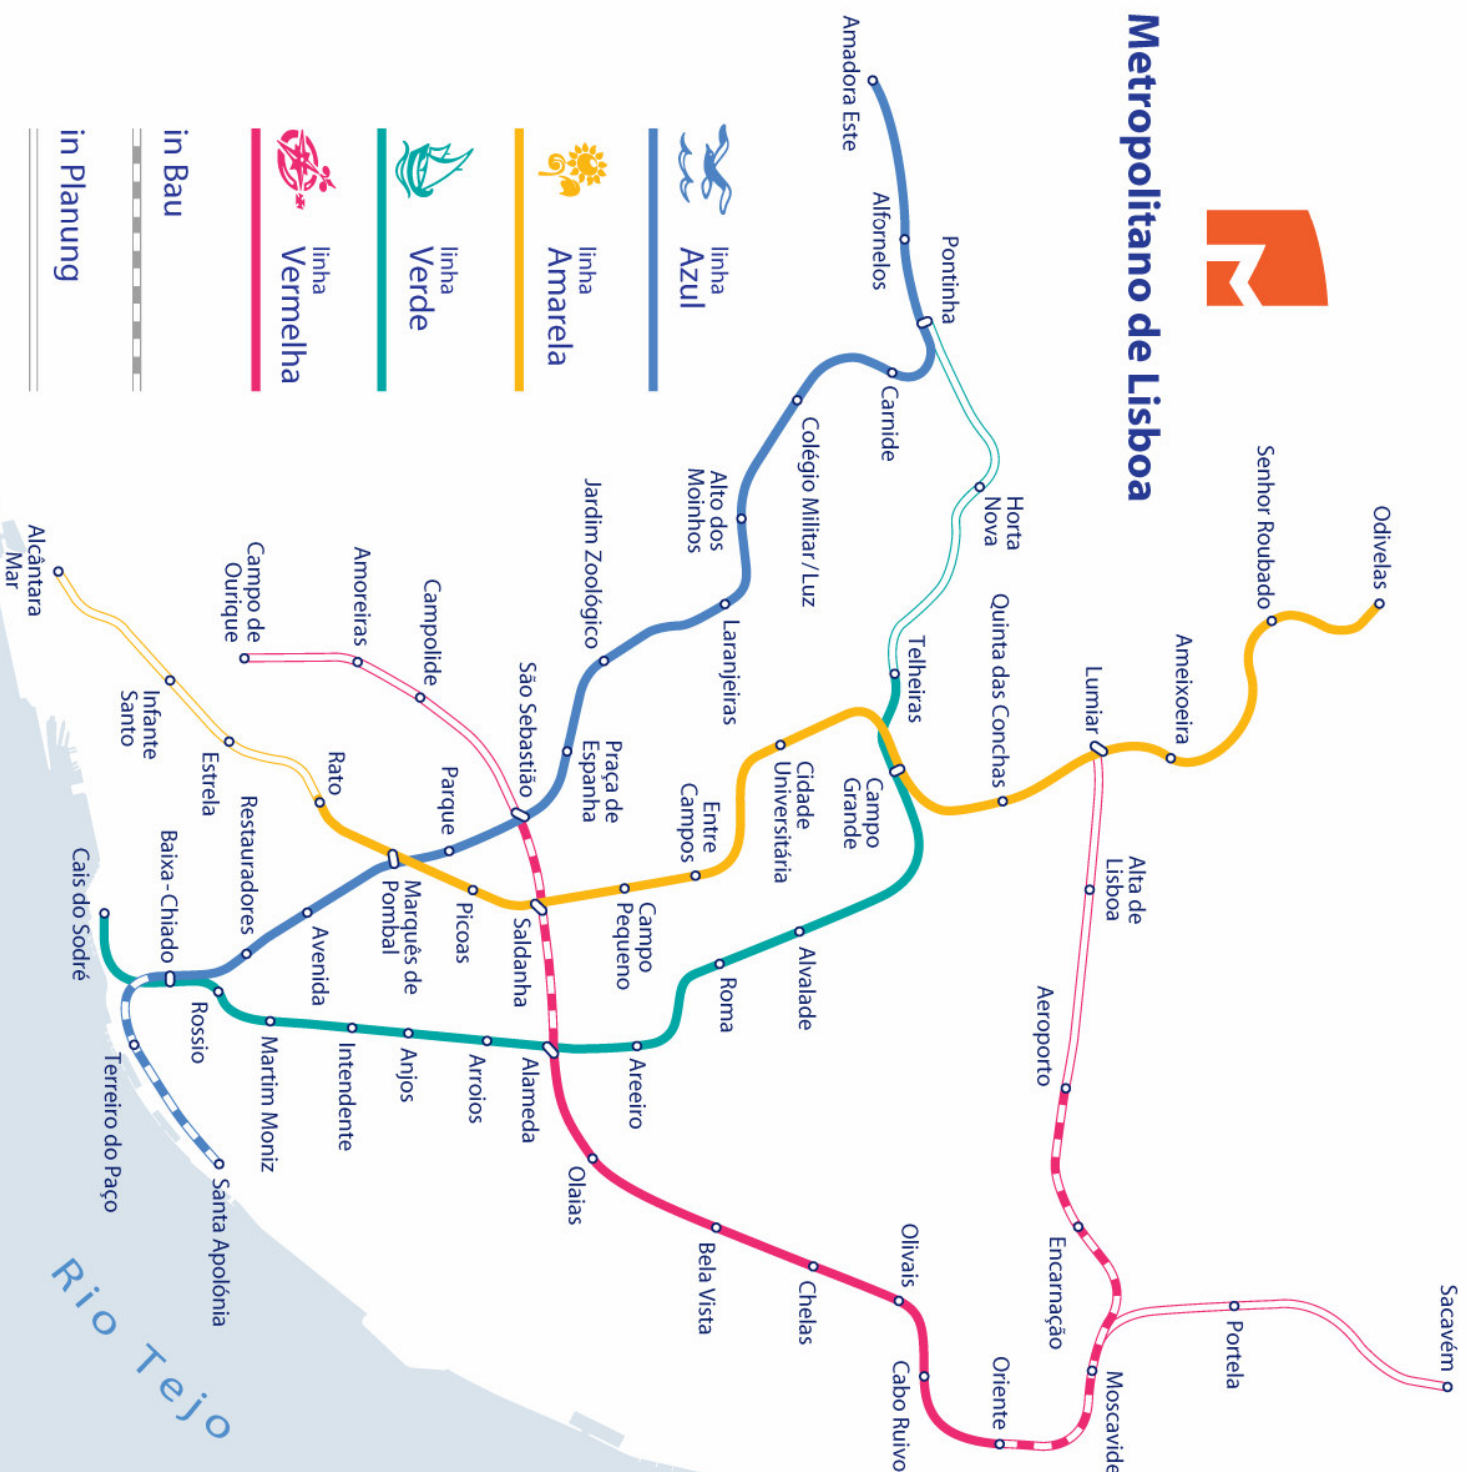 Metropolitano de Lisboa
linha
Azul
linha
Amarela
linha
Verde
linha
Vermelha
in Bau
in Planung
Amadora Este
Alfornelos
Pontinha
Carnide
Colégio Militar/Luz
Alto dos
Moinhos
Laranjeiras
Jardim Zoológico
Praça de
Espanha
São Sebastião
Parque
Marquês de
Pombal
Avenida
Restauradores
Baixa-Chiado
Terreiro do Paço
Santa Apolónia
Odivelas
Senhor Roubado
Ameixoeira
Lumiar
Quinta das Conchas
Campo
Grande
Cidade
Universitária
Entre
Campos
Campo
Pequeno
Saldanha
Picoas
Rato
Estrela
Infante
Santo
Alcântara
Mar
Horta
Nova
Telheiras
Alvalade
Roma
Areeiro
Alameda
Arroios
Anjos
Intendente
Martim Moniz
Rossio
Cais do Sodré
Campo de
Ourique
Amoreiras
Campolide
Olaias
Bela Vista
Chelas
Olivais
Cabo Ruivo
Oriente
Moscavide
Encarnação
Aeroporto
Alta de
Lisboa
Portela
Sacavém
Rio Tejo